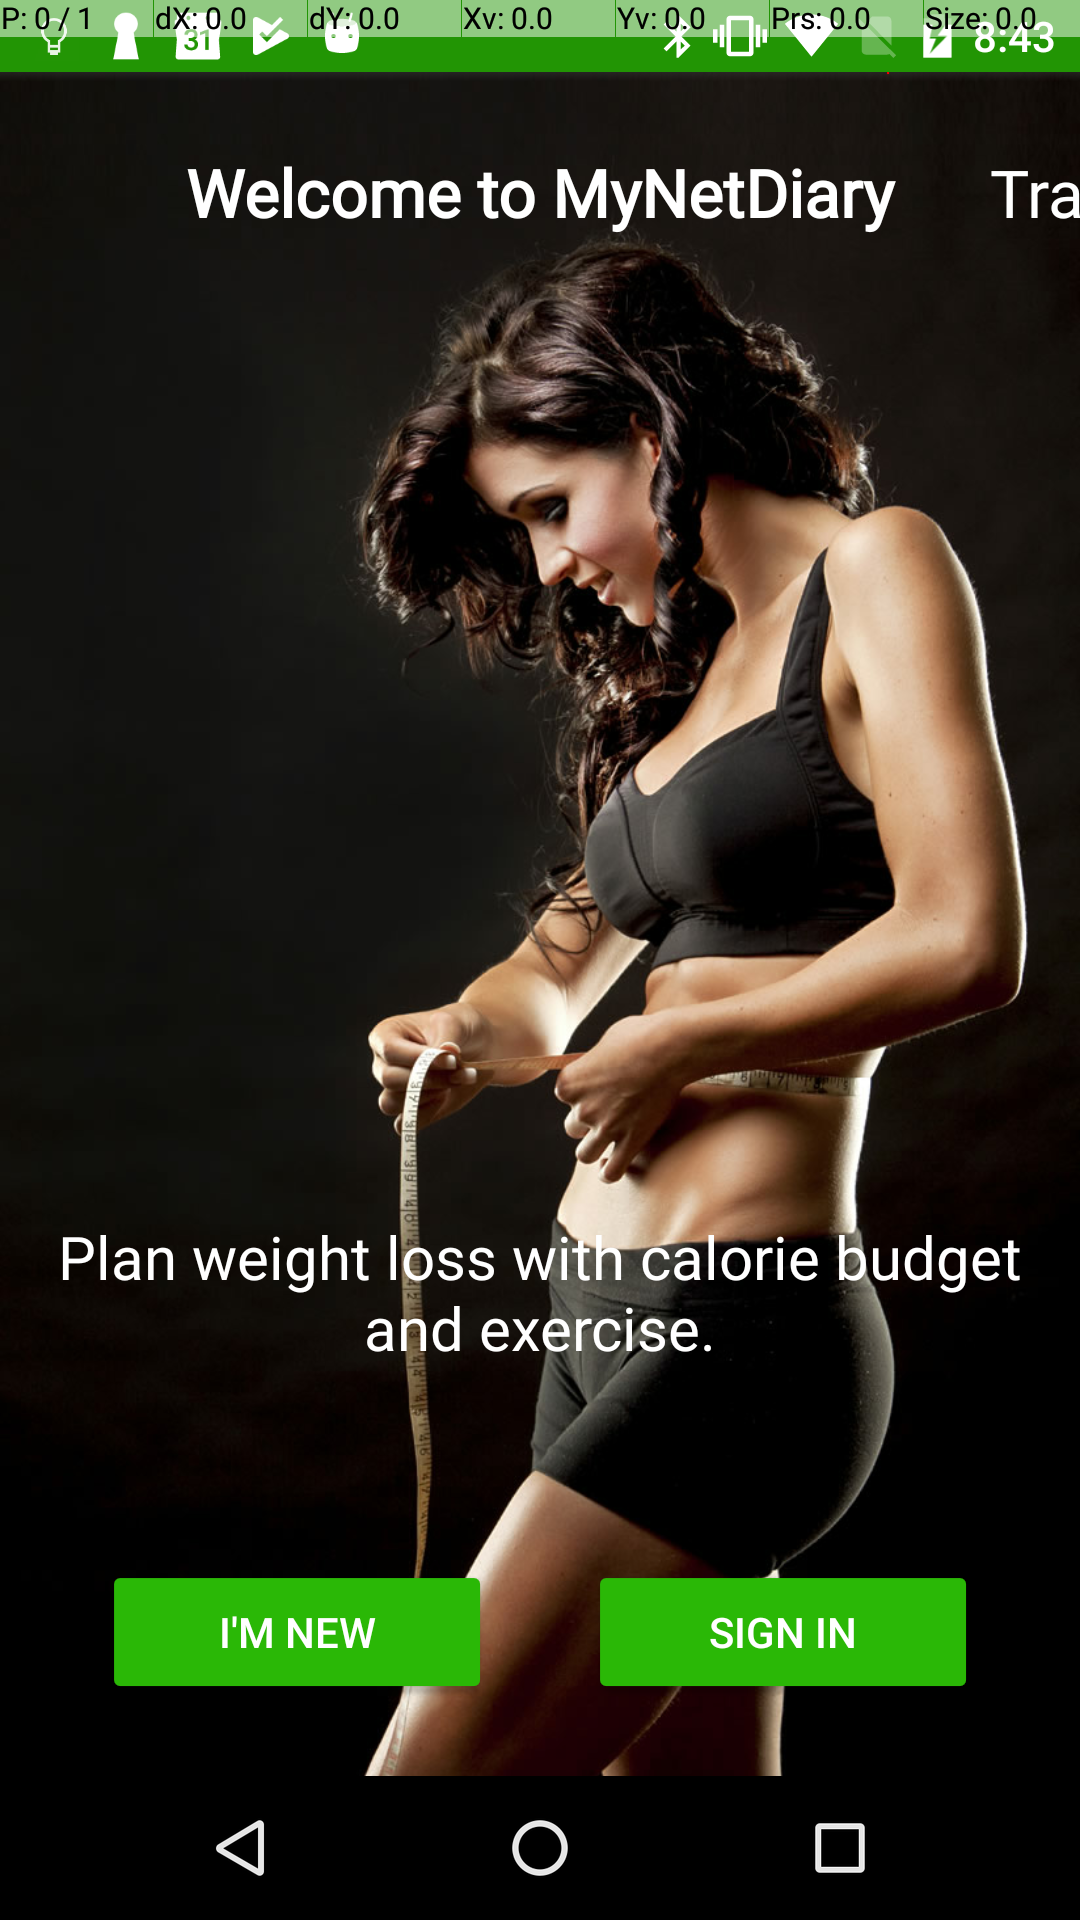 P: 0 / 1 dX: 0.0 dY: 0.0 Xv: 0.0 Yv: 0.0 Prs: 0.0 Size: 0.0
31 8:43
Welcome to MyNetDiary Tra
Plan weight loss with calorie budget
and exercise.
I'M NEW SIGN IN